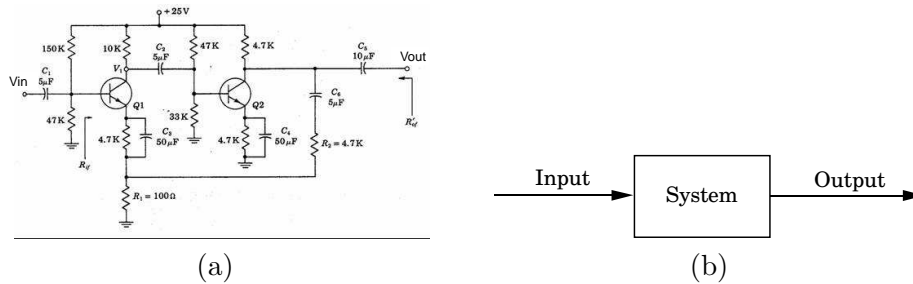 +25V
150K
10K
C₂
5μF
47K
4.7K
C₅
10μF
Vout
Vin
C₁
5μF
V₁
Q1
Q2
C₆
5μF
47K
33K
R'ₒf
Rᵢf
4.7K
C₃
50μF
4.7K
C₄
50μF
R₂ = 4.7K
R₁ = 100Ω
(a)
Input
System
Output
(b)